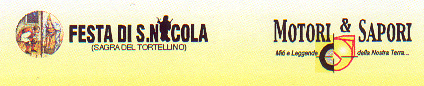 FESTA DI S.NICOLA
(SAGRA DEL TORTELLINO)
MOTORI & SAPORI
Miti e Leggende della Nostra Terra...